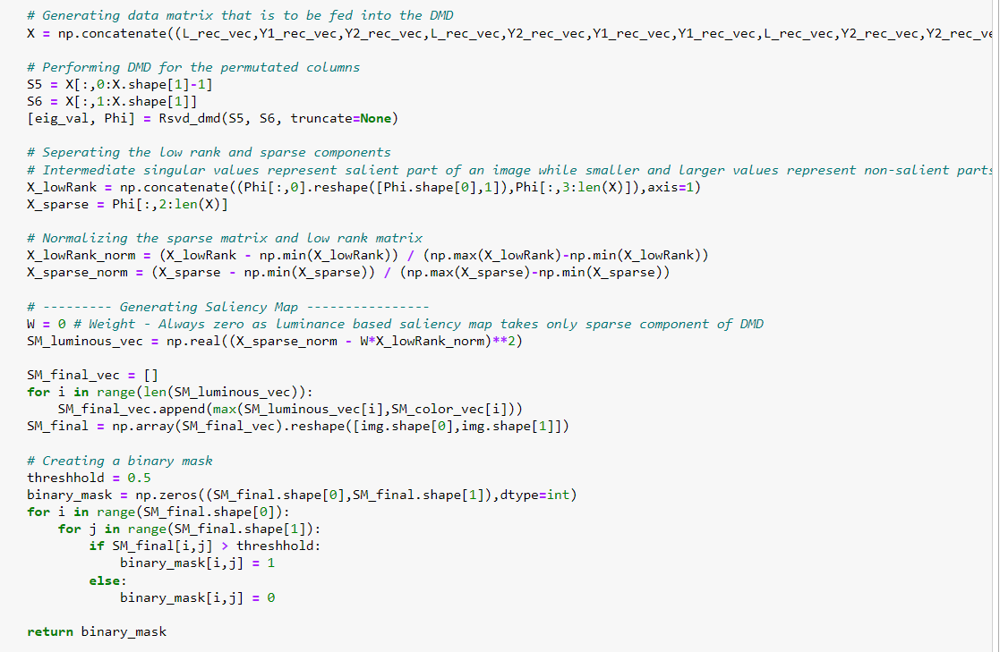 # Generating data matrix that is to be fed into the DMD
X = np.concatenate((L_rec_vec,Y1_rec_vec,Y2_rec_vec,L_rec_vec,Y2_rec_vec,Y1_rec_vec,Y1_rec_vec,L_rec_vec,Y2_rec_vec,Y2_rec_ve
# Performing DMD for the permutated columns
S5 = X[:,0:X.shape[1]-1]
S6 = X[:,1:X.shape[1]]
[eig_val, Phi] = Rsvd_dmd(S5, S6, truncate=None)
# Seperating the low rank and sparse components
# Intermediate singular values represent salient part of an image while smaller and larger values represent non-salient parts
X_lowRank = np.concatenate((Phi[:,0].reshape([Phi.shape[0],1]),Phi[:,3:len(X)]),axis=1)
X_sparse = Phi[:,2:len(X)]
# Normalizing the sparse matrix and low rank matrix
X_lowRank_norm = (X_lowRank - np.min(X_lowRank)) / (np.max(X_lowRank)-np.min(X_lowRank))
X_sparse_norm = (X_sparse - np.min(X_sparse)) / (np.max(X_sparse)-np.min(X_sparse))
# --------- Generating Saliency Map ----------------
W = 0 # Weight - Always zero as luminance based saliency map takes only sparse component of DMD
SM_luminous_vec = np.real((X_sparse_norm - W*X_lowRank_norm)**2)
SM_final_vec = []
for i in range(len(SM_luminous_vec)):
    SM_final_vec.append(max(SM_luminous_vec[i],SM_color_vec[i]))
SM_final = np.array(SM_final_vec).reshape([img.shape[0],img.shape[1]])
# Creating a binary mask
threshhold = 0.5
binary_mask = np.zeros((SM_final.shape[0],SM_final.shape[1]),dtype=int)
for i in range(SM_final.shape[0]):
    for j in range(SM_final.shape[1]):
        if SM_final[i,j] > threshhold:
            binary_mask[i,j] = 1
        else:
            binary_mask[i,j] = 0
return binary_mask